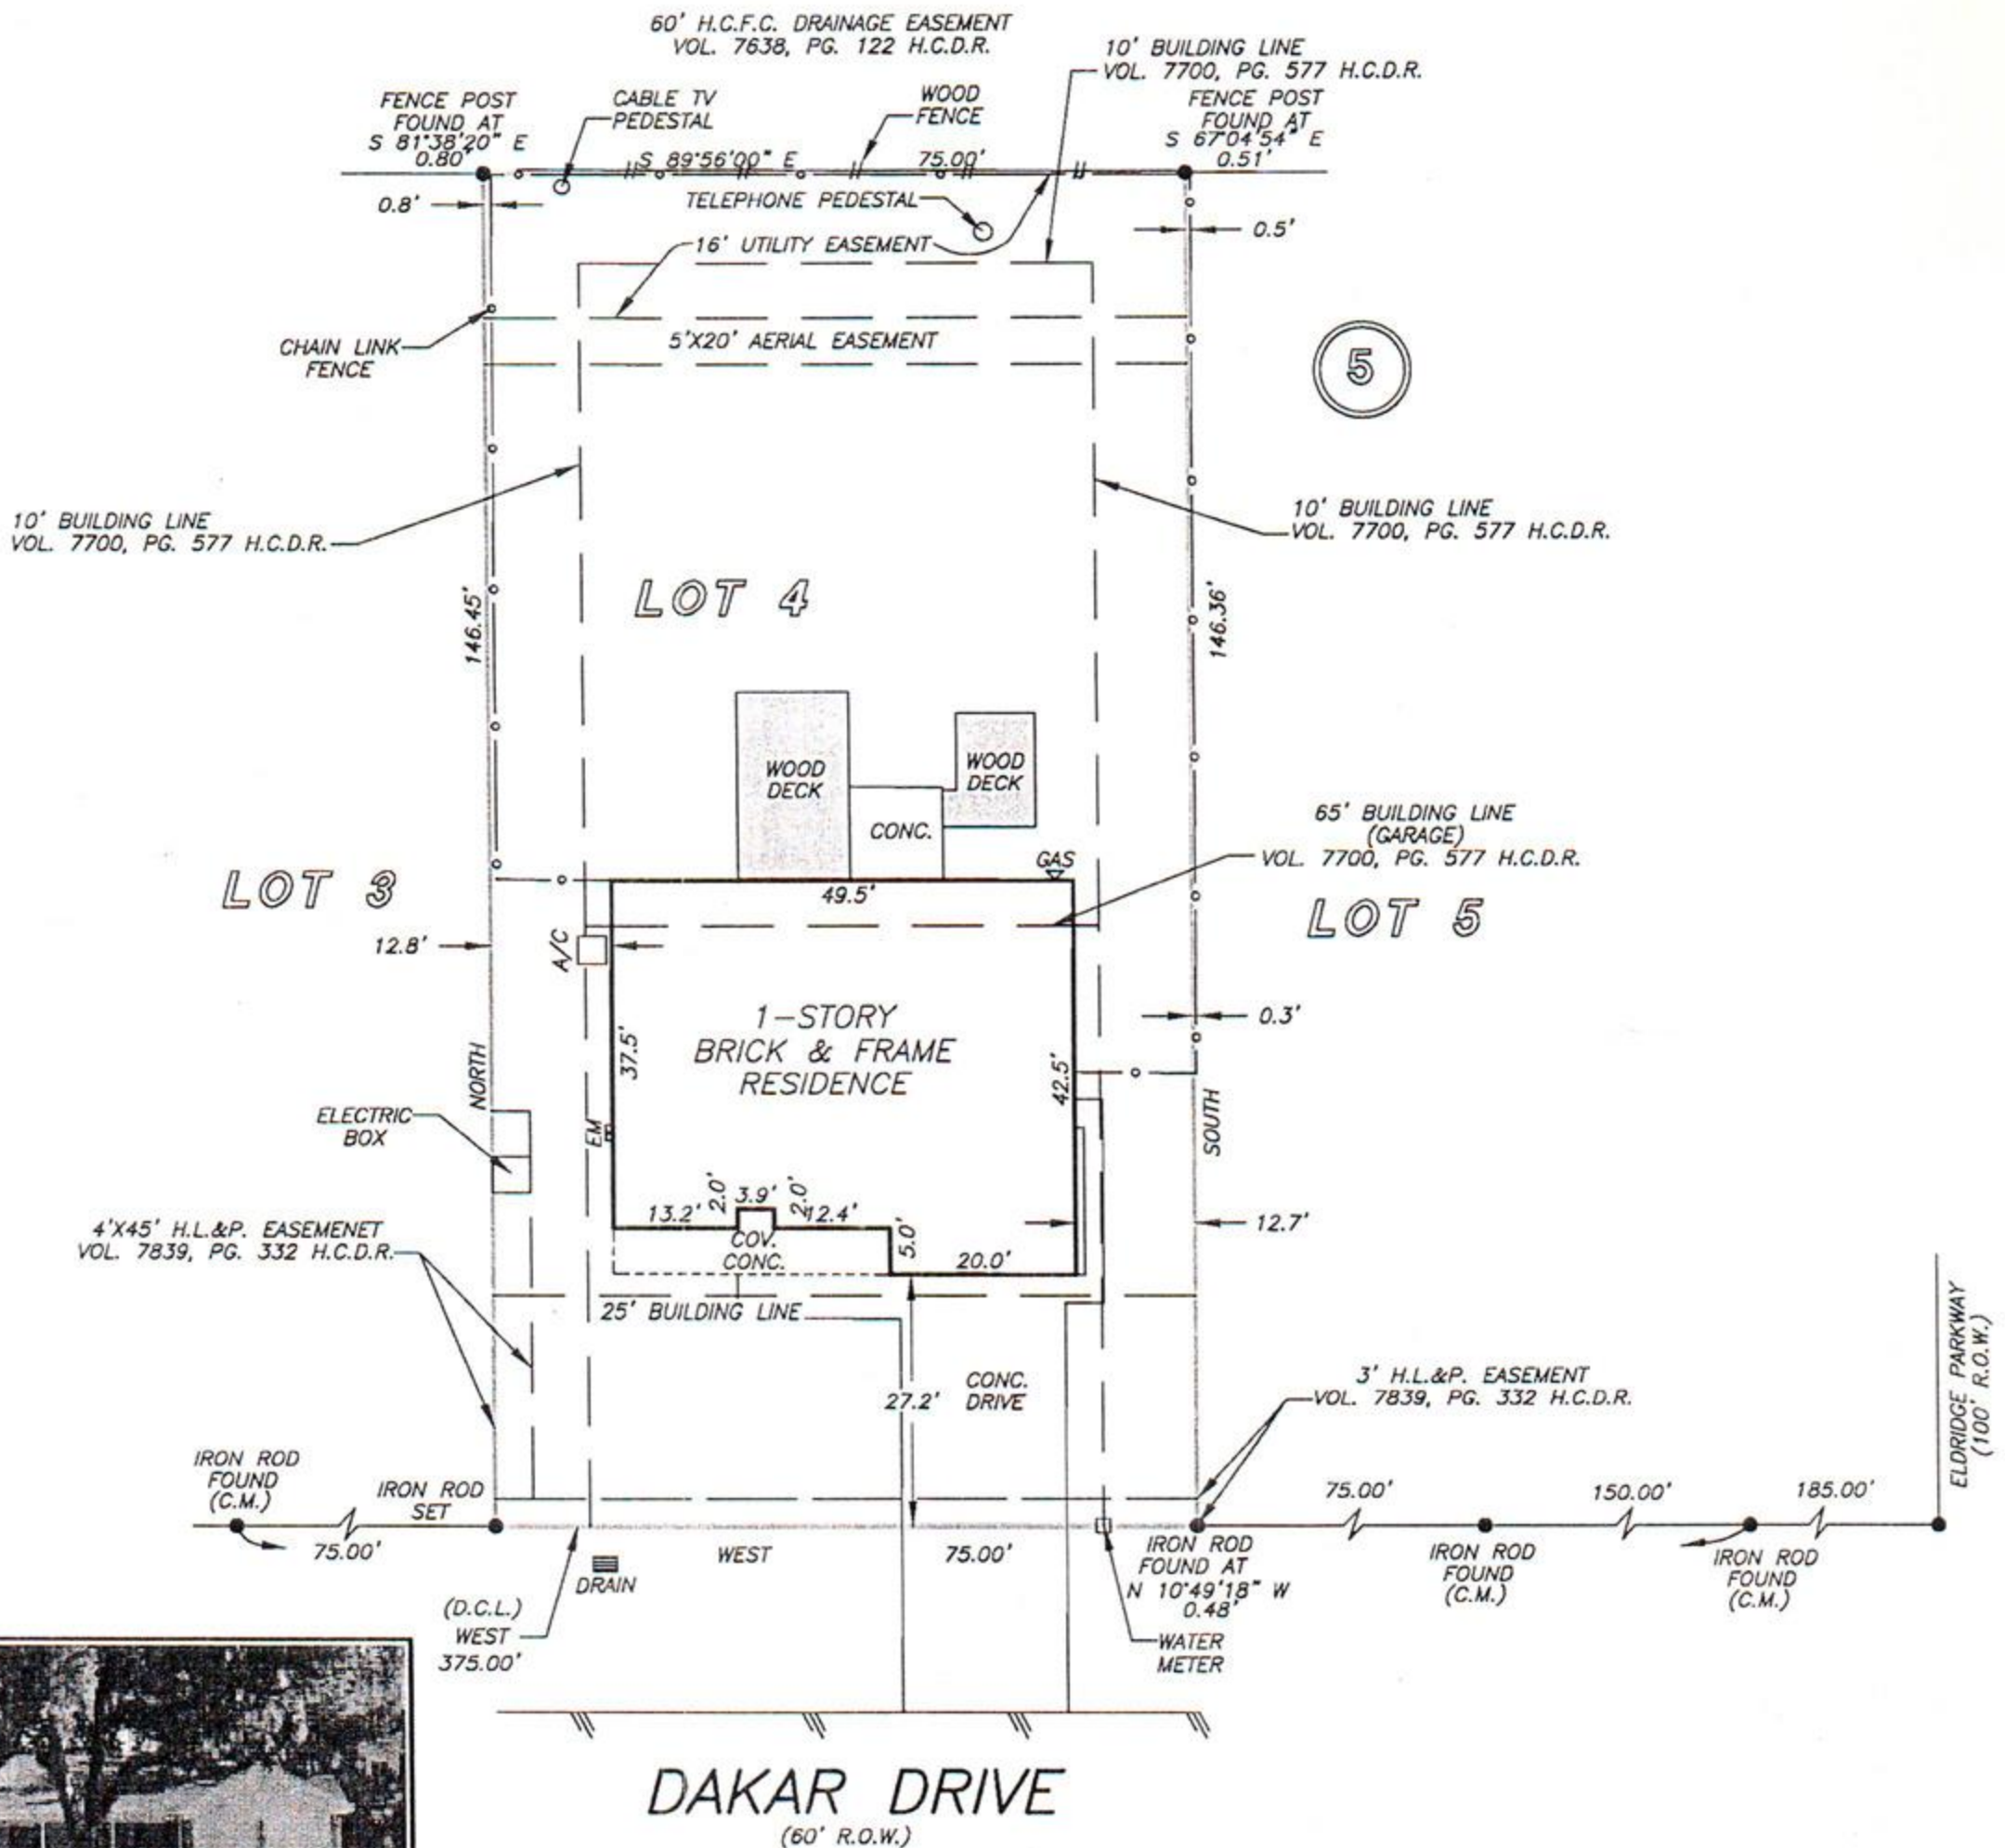 60' H.C.F.C. DRAINAGE EASEMENT
VOL. 7638, PG. 122 H.C.D.R.
10' BUILDING LINE
VOL. 7700, PG. 577 H.C.D.R.
FENCE POST
FOUND AT
S 81°38'20" E
0.80'
CABLE TV
PEDESTAL
WOOD
FENCE
FENCE POST
FOUND AT
S 67°04'54" E
0.51'
S 89°56'00" E
75.00'
0.8'
TELEPHONE PEDESTAL
0.5'
16' UTILITY EASEMENT
5'X20' AERIAL EASEMENT
CHAIN LINK
FENCE
5
10' BUILDING LINE
VOL. 7700, PG. 577 H.C.D.R.
10' BUILDING LINE
VOL. 7700, PG. 577 H.C.D.R.
LOT 4
146.45'
146.36'
WOOD
DECK
WOOD
DECK
CONC.
GAS
65' BUILDING LINE
(GARAGE)
VOL. 7700, PG. 577 H.C.D.R.
LOT 3
49.5'
LOT 5
12.8'
A/C
1-STORY
BRICK & FRAME
RESIDENCE
37.5'
42.5'
0.3'
NORTH
SOUTH
ELECTRIC
BOX
EM
13.2'
2.0'
3.9'
2.0'
12.4'
COV.
CONC.
5.0'
20.0'
12.7'
4'X45' H.L.&P. EASEMENET
VOL. 7839, PG. 332 H.C.D.R.
25' BUILDING LINE
27.2'
CONC.
DRIVE
3' H.L.&P. EASEMENT
VOL. 7839, PG. 332 H.C.D.R.
ELDRIDGE PARKWAY
(100' R.O.W.)
IRON ROD
FOUND
(C.M.)
IRON ROD
SET
75.00'
WEST
75.00'
75.00'
150.00'
185.00'
DRAIN
IRON ROD
FOUND AT
N 10°49'18" W
0.48'
IRON ROD
FOUND
(C.M.)
IRON ROD
FOUND
(C.M.)
(D.C.L.)
WEST
375.00'
WATER
METER
DAKAR DRIVE
(60' R.O.W.)